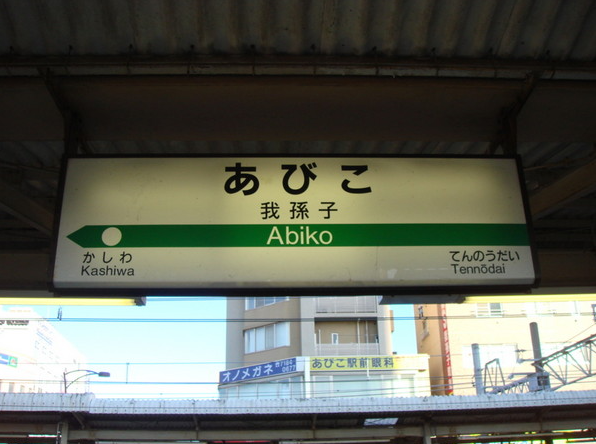 あびこ
我孫子
Abiko
かしわ
Kashiwa
てんのうだい
Tennōdai
オノメガネ
あびこ駅前眼科